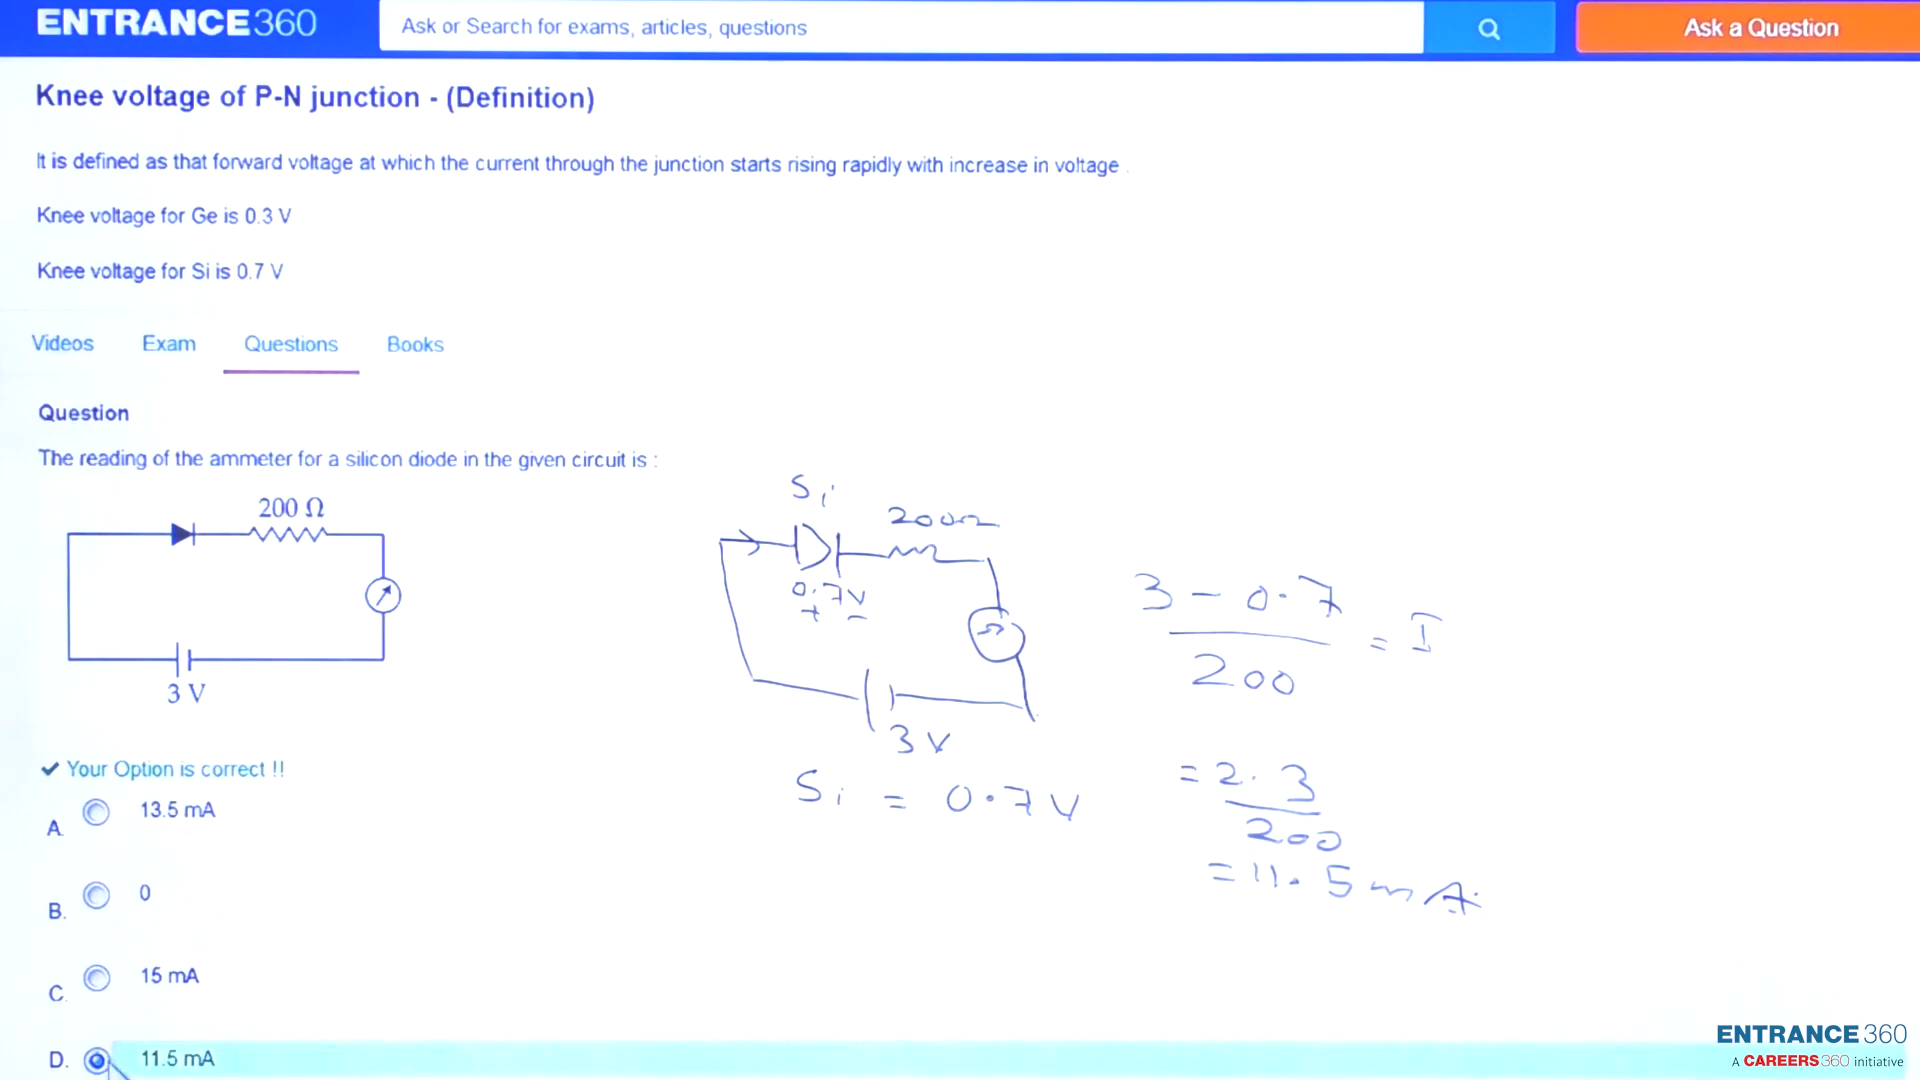 ENTRANCE360
Ask or Search for exams, articles, questions
Ask a Question
Knee voltage of P-N junction - (Definition)
It is defined as that forward voltage at which the current through the junction starts rising rapidly with increase in voltage .
Knee voltage for Ge is 0.3 V
Knee voltage for Si is 0.7 V
Videos Exam Questions Books
Question
The reading of the ammeter for a silicon diode in the given circuit is :
200 Ω
3 V
Si
200Ω
0.7V
+ −
3 V
Si = 0.7 V
3 − 0.7
200
= I
= 2.3
200
= 11.5 mA
✔ Your Option is correct !!
A. 13.5 mA
B. 0
C. 15 mA
D. 11.5 mA
ENTRANCE360
A CAREERS360 initiative